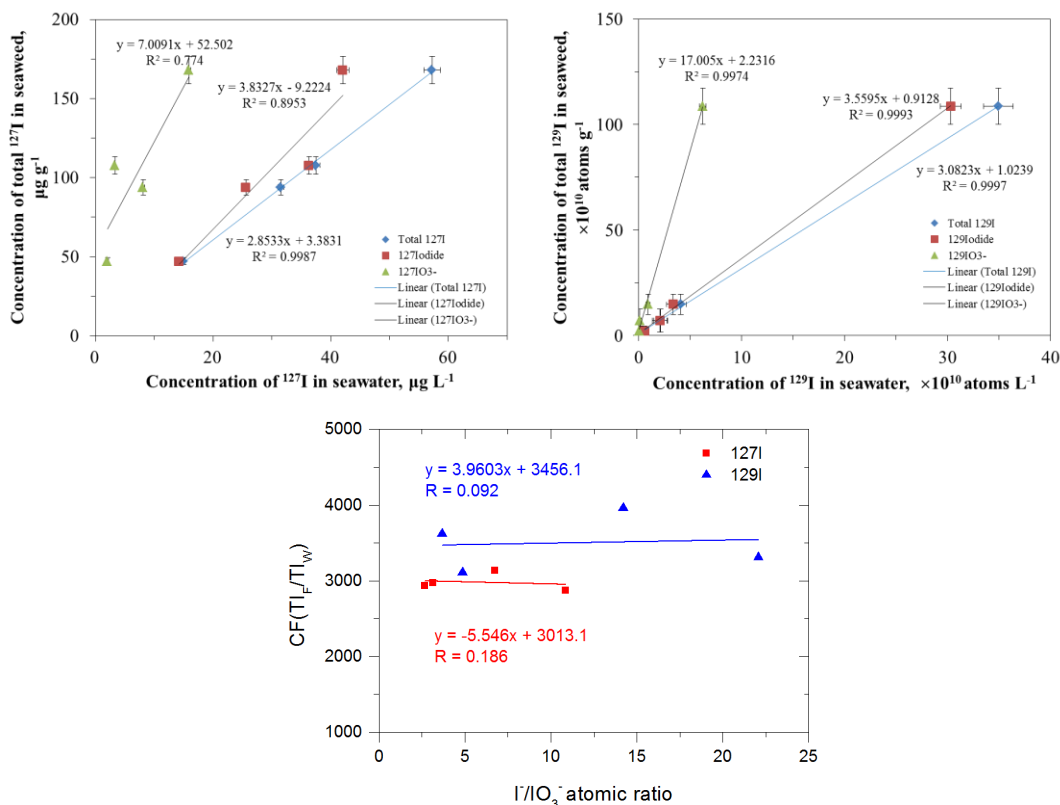 Concentration of total ¹²⁷I in seaweed,
µg g⁻¹
200
150
100
50
0
0
20
40
60
80
y = 7.0091x + 52.502
R² = 0.774
y = 3.8327x - 9.2224
R² = 0.8953
y = 2.8533x + 3.3831
R² = 0.9987
Total 127I
127Iodide
127IO3-
Linear (Total 127I)
Linear (127Iodide)
Linear (127IO3-)
Concentration of ¹²⁷I in seawater, µg L⁻¹
Concentration of total ¹²⁹I in seaweed,
×10¹⁰ atoms g⁻¹
150
100
50
0
0
10
20
30
40
y = 17.005x + 2.2316
R² = 0.9974
y = 3.5595x + 0.9128
R² = 0.9993
y = 3.0823x + 1.0239
R² = 0.9997
Total 129I
129Iodide
129IO3-
Linear (Total 129I)
Linear (129Iodide)
Linear (129IO3-)
Concentration of ¹²⁹I in seawater, ×10¹⁰ atoms L⁻¹
CF(TI_F/TI_W)
5000
4000
3000
2000
1000
0
5
10
15
20
25
y = 3.9603x + 3456.1
R = 0.092
127I
129I
y = -5.546x + 3013.1
R = 0.186
I⁻/IO₃⁻ atomic ratio